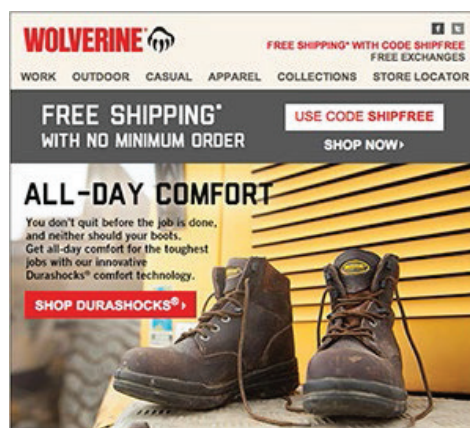 WOLVERINE®
FREE SHIPPING* WITH CODE SHIPFREE
FREE EXCHANGES
WORK OUTDOOR CASUAL APPAREL COLLECTIONS STORE LOCATOR
FREE SHIPPING*
WITH NO MINIMUM ORDER
USE CODE SHIPFREE
SHOP NOW
ALL-DAY COMFORT
You don't quit before the job is done,
and neither should your boots.
Get all-day comfort for the toughest
jobs with our innovative
Durashocks® comfort technology.
SHOP DURASHOCKS®